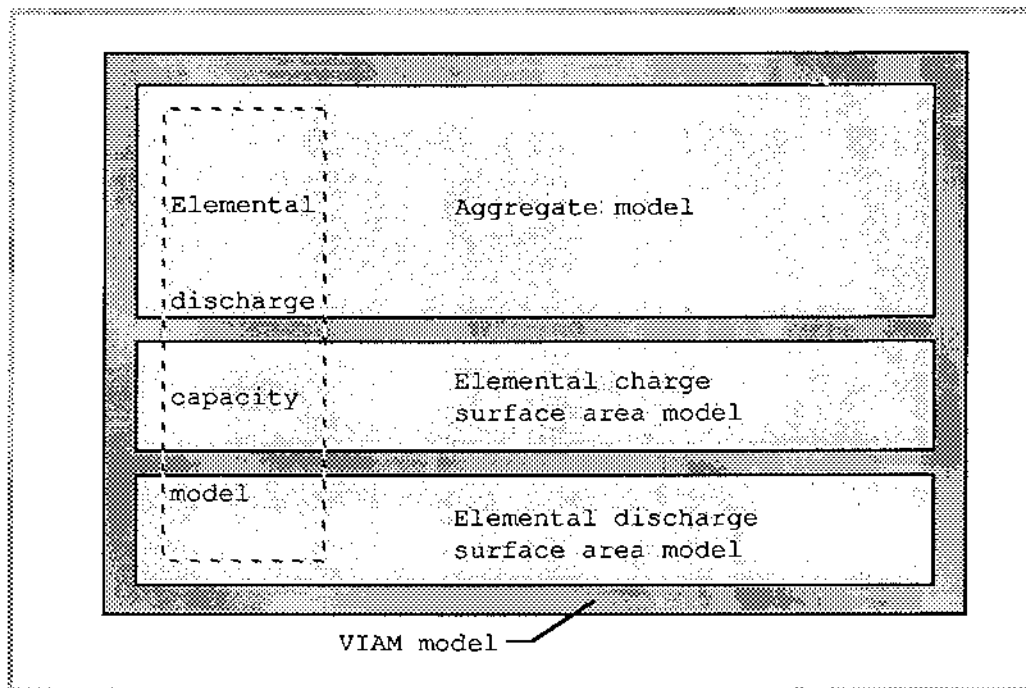 Elemental
discharge
capacity
model
Aggregate model
Elemental charge
surface area model
Elemental discharge
surface area model
VIAM model